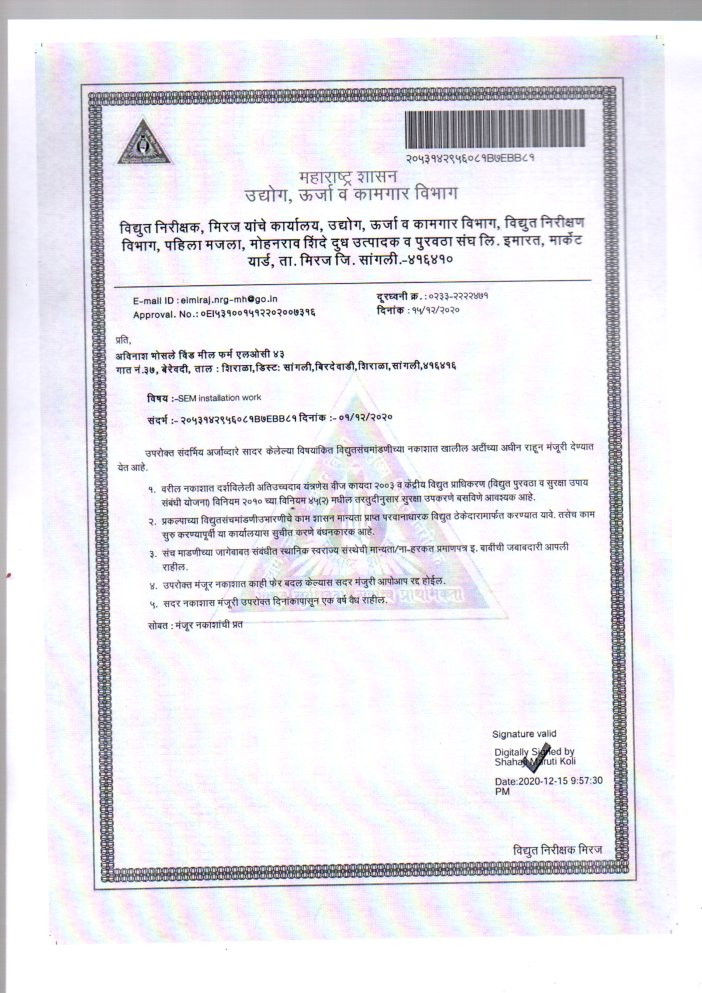 २०५३१४२९५६०८१B७EBB८१
महाराष्ट्र शासन
उद्योग, ऊर्जा व कामगार विभाग
विद्युत निरीक्षक, मिरज यांचे कार्यालय, उद्योग, ऊर्जा व कामगार विभाग, विद्युत निरीक्षण
विभाग, पहिला मजला, मोहनराव शिंदे दुध उत्पादक व पुरवठा संघ लि. इमारत, मार्केट
यार्ड, ता. मिरज जि. सांगली.-४१६४१०
E-mail ID : eimiraj.nrg-mh@go.in
दूरध्वनी क्र. : ०२३३-२२२२४७१
Approval. No.: ०EI५३१००१५१२२०२००७३१६
दिनांक : १५/१२/२०२०
प्रति,
अविनाश भोसले विंड मील फर्म एलओसी ४३
गात नं.३७, बेरेवदी, ताल : शिराळा,डिस्ट: सांगली,बिरदेवाडी,शिराळा,सांगली,४१६४१६
विषय :-SEM installation work
संदर्भ :- २०५३१४२९५६०८१B७EBB८१ दिनांक :- ०१/१२/२०२०
उपरोक्त संदर्भिय अर्जाव्दारे सादर केलेल्या विषयांकित विद्युतसंचमांडणीच्या नकाशात खालील अटींच्या अधीन राहून मंजूरी देण्यात
येत आहे.
१. वरील नकाशात दर्शविलेली अतिउच्चदाब यंत्रणेस वीज कायदा २००३ व केंद्रीय विद्युत प्राधिकरण (विद्युत पुरवठा व सुरक्षा उपाय
संबंधी योजना) विनियम २०१० च्या विनियम ४५(२) मधील तरतुदीनुसार सुरक्षा उपकरणे बसविणे आवश्यक आहे.
२. प्रकल्पाच्या विद्युतसंचमांडणीउभारणीचे काम शासन मान्यता प्राप्त परवानाधारक विद्युत ठेकेदारामार्फत करण्यात यावे. तसेच काम
सुरु करण्यापूर्वी या कार्यालयास सुचीत करणे बंधनकारक आहे.
३. संच मांडणीच्या जागेबाबत संबंधीत स्थानिक स्वराज्य संस्थेची मान्यता/ना-हरकत प्रमाणपत्र इ. बाबींची जबाबदारी आपली
राहील.
४. उपरोक्त मंजूर नकाशात काही फेर बदल केल्यास सदर मंजुरी आपोआप रद्द होईल.
५. सदर नकाशास मंजूरी उपरोक्त दिनांकापासून एक वर्ष वैध राहील.
सोबत : मंजूर नकाशांची प्रत
Signature valid
Digitally Signed by
Shahaji Maruti Koli
Date:2020-12-15 9:57:30
PM
विद्युत निरीक्षक मिरज